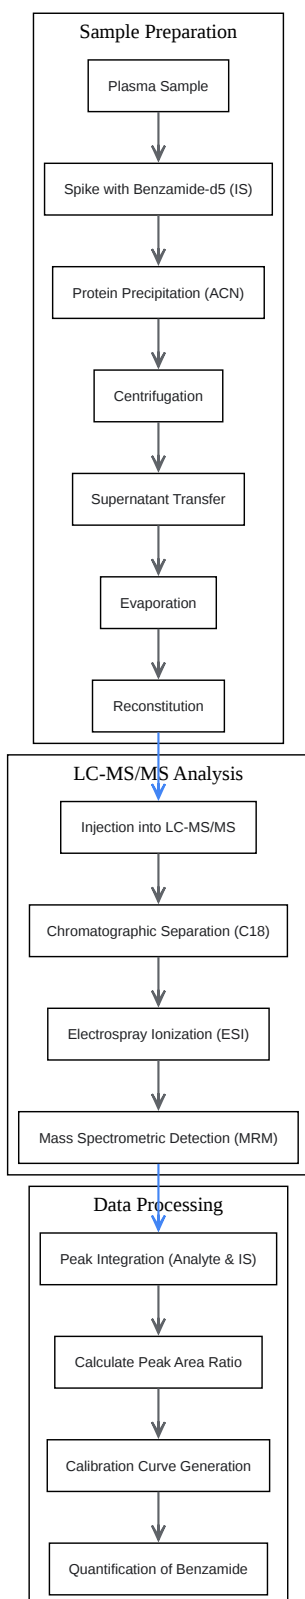 Sample Preparation
Plasma Sample
Spike with Benzamide-d5 (IS)
Protein Precipitation (ACN)
Centrifugation
Supernatant Transfer
Evaporation
Reconstitution
LC-MS/MS Analysis
Injection into LC-MS/MS
Chromatographic Separation (C18)
Electrospray Ionization (ESI)
Mass Spectrometric Detection (MRM)
Data Processing
Peak Integration (Analyte & IS)
Calculate Peak Area Ratio
Calibration Curve Generation
Quantification of Benzamide